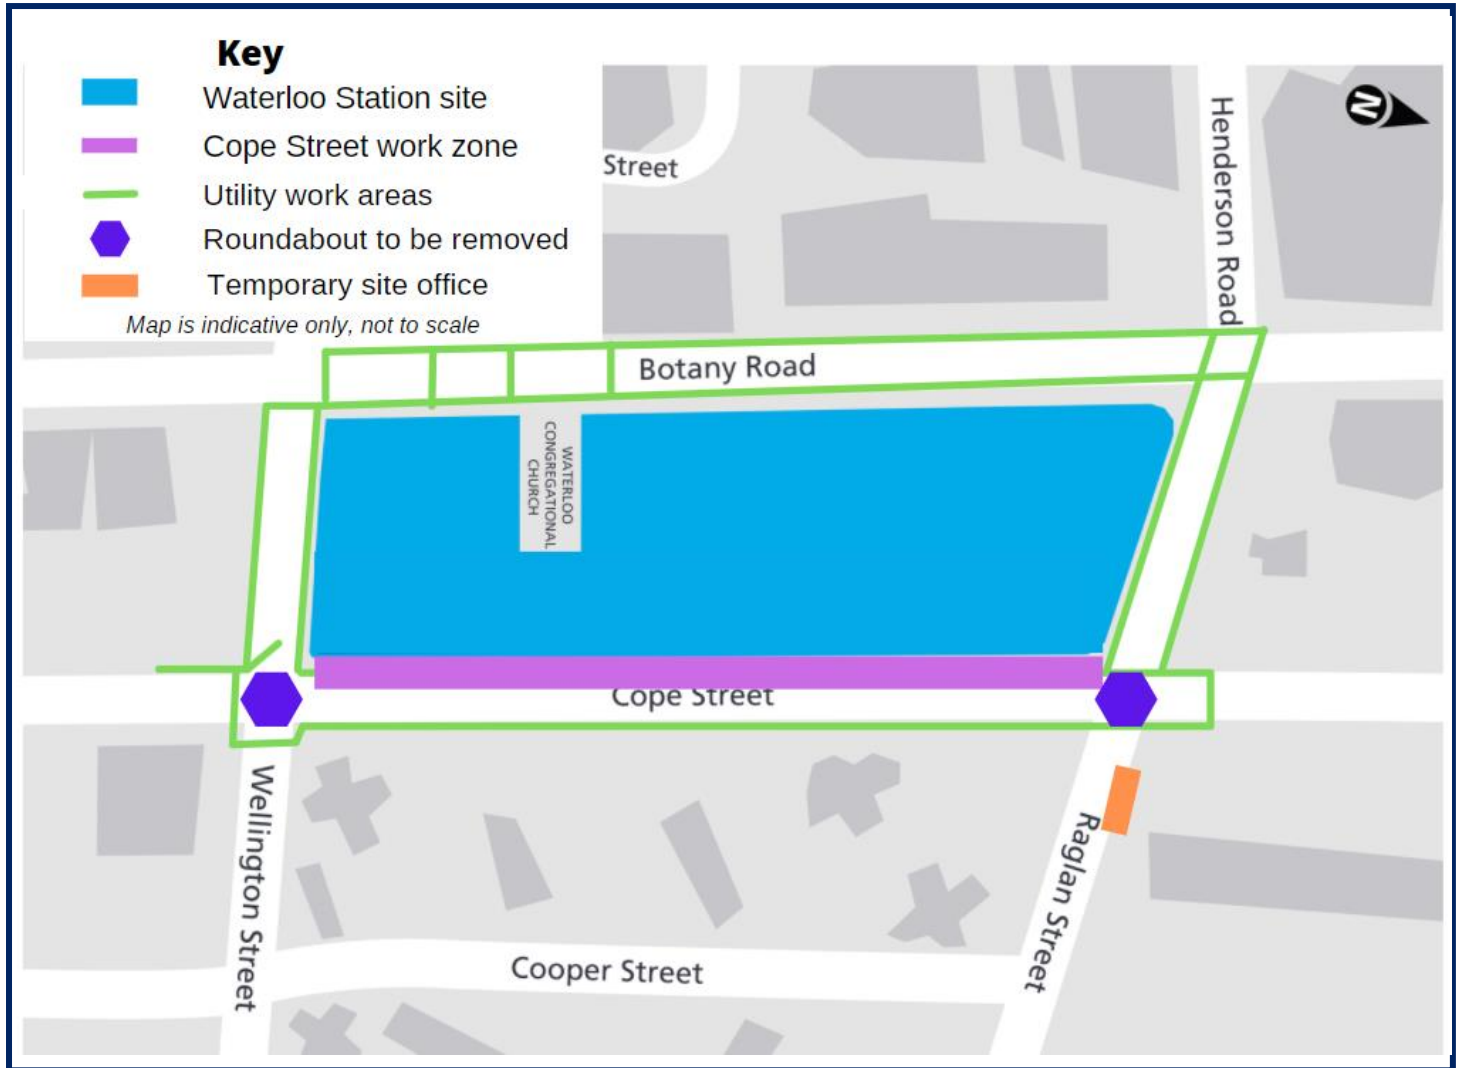 Key
Waterloo Station site
Cope Street work zone
Utility work areas
Roundabout to be removed
Temporary site office
Map is indicative only, not to scale
Street
Henderson Road
N
Botany Road
WATERLOO
CONGREGATIONAL
CHURCH
Cope Street
Wellington Street
Raglan Street
Cooper Street